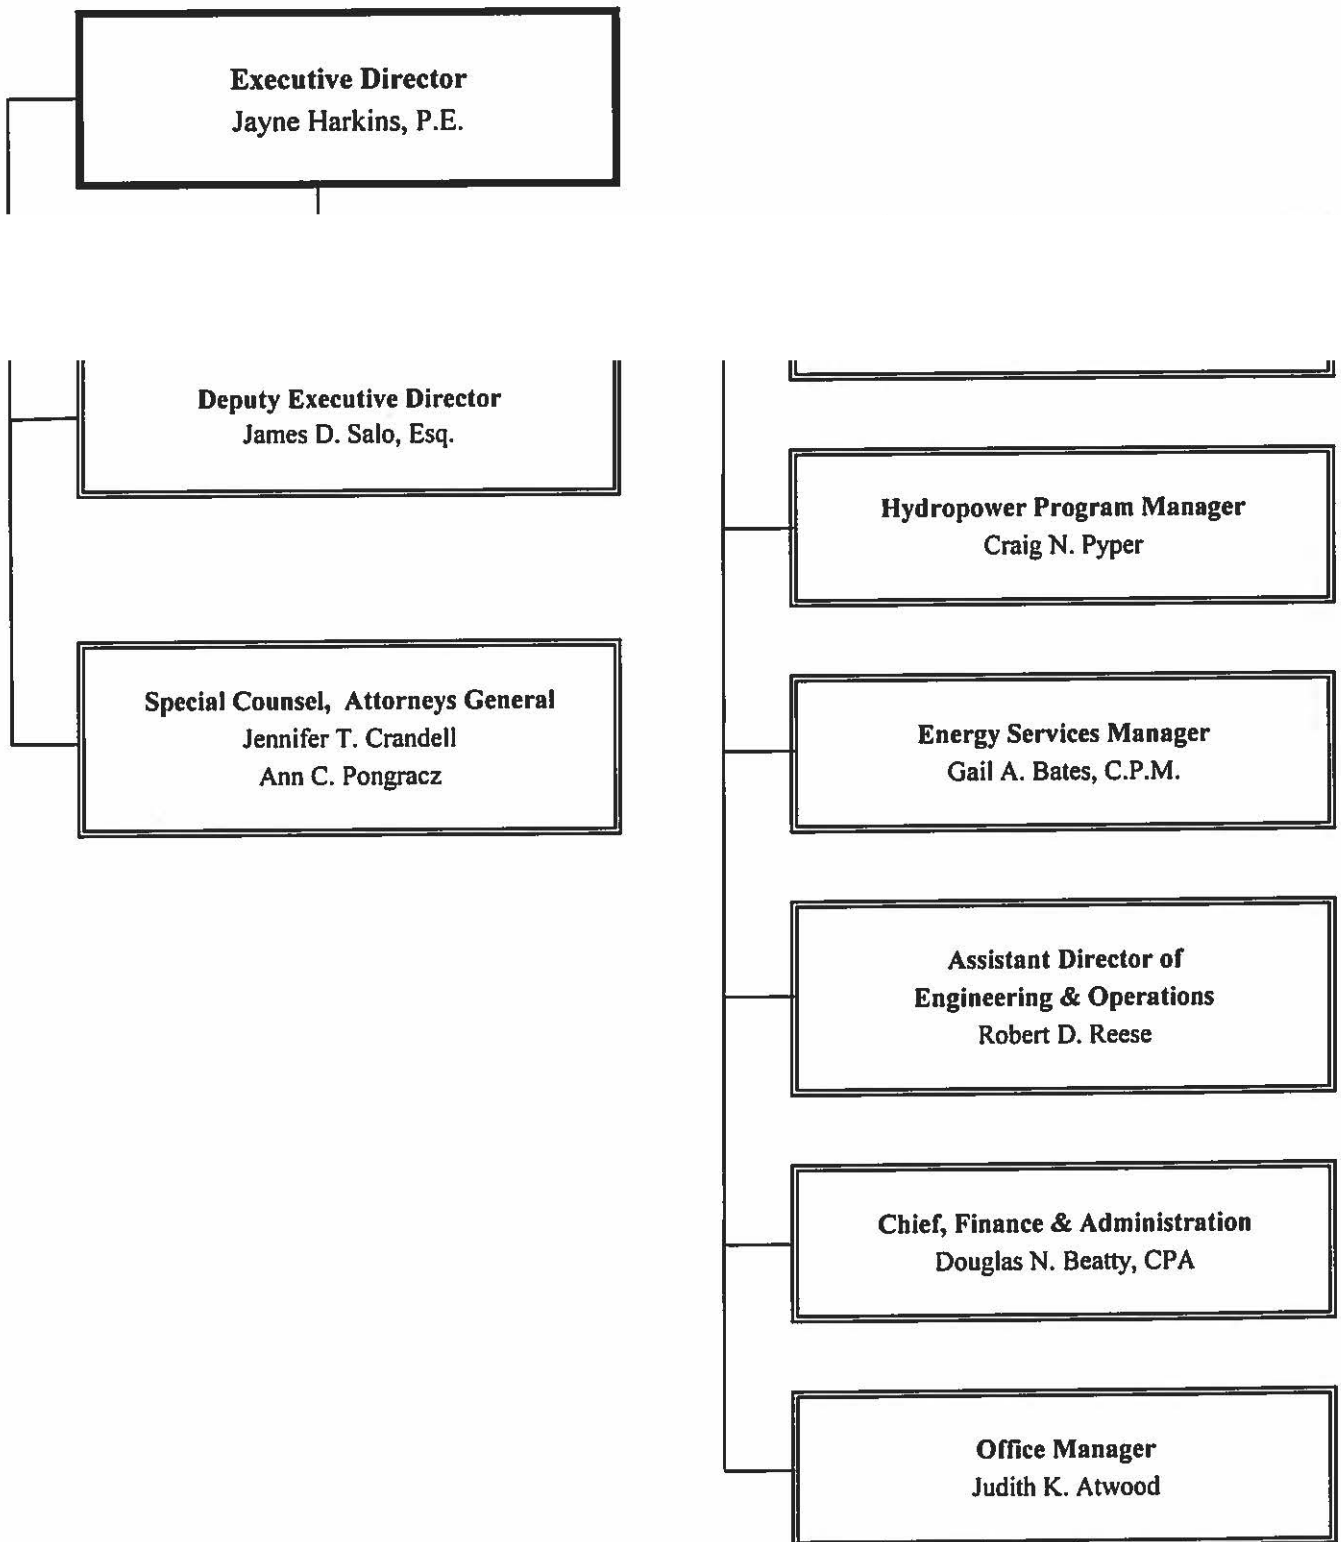 Executive Director
Jayne Harkins, P.E.
Deputy Executive Director
James D. Salo, Esq.
Special Counsel, Attorneys General
Jennifer T. Crandell
Ann C. Pongracz
Hydropower Program Manager
Craig N. Pyper
Energy Services Manager
Gail A. Bates, C.P.M.
Assistant Director of
Engineering & Operations
Robert D. Reese
Chief, Finance & Administration
Douglas N. Beatty, CPA
Office Manager
Judith K. Atwood